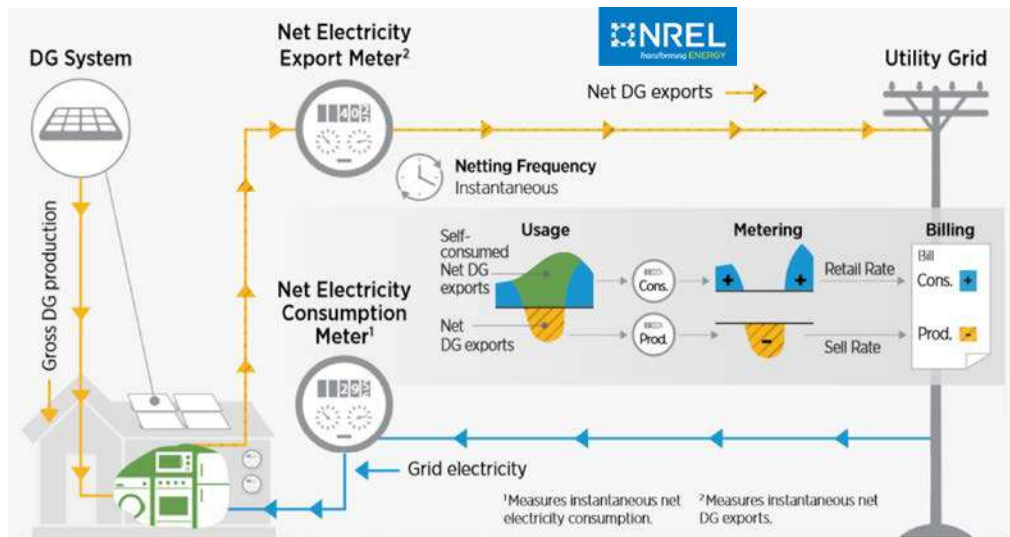 DG System
Net Electricity
Export Meter²
NREL
Transforming ENERGY
Utility Grid
Net DG exports
Netting Frequency
Instantaneous
Gross DG production
Usage
Metering
Billing
Self-
consumed
Net DG
exports
Cons.
+
+
Retail Rate
Bill
Cons. +
Net
DG exports
Prod.
-
Sell Rate
Prod. -
Net Electricity
Consumption
Meter¹
Grid electricity
¹Measures instantaneous net
electricity consumption.
²Measures instantaneous net
DG exports.